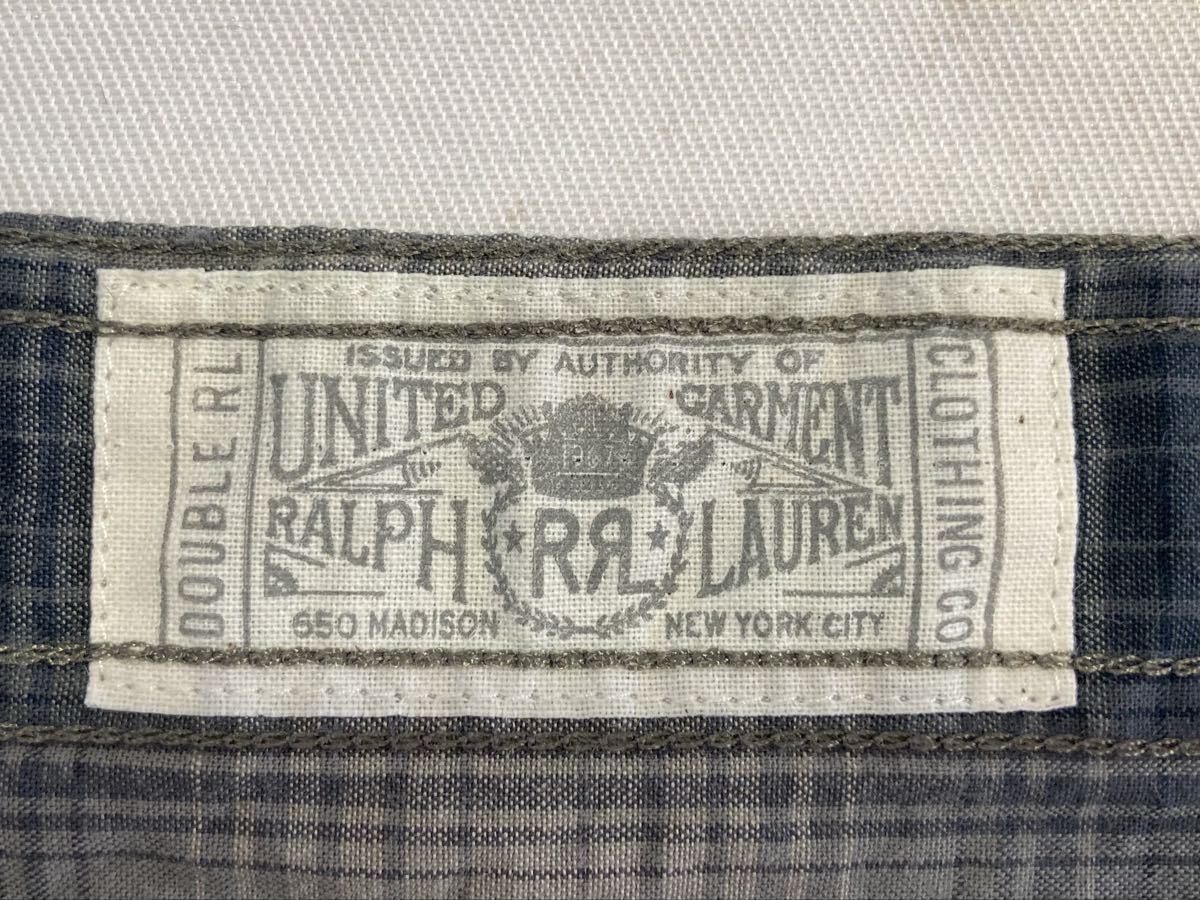 ISSUED BY AUTHORITY OF
UNITED GARMENT
RALPH LAUREN
RRL
650 MADISON NEW YORK CITY
DOUBLE RL
CLOTHING CO